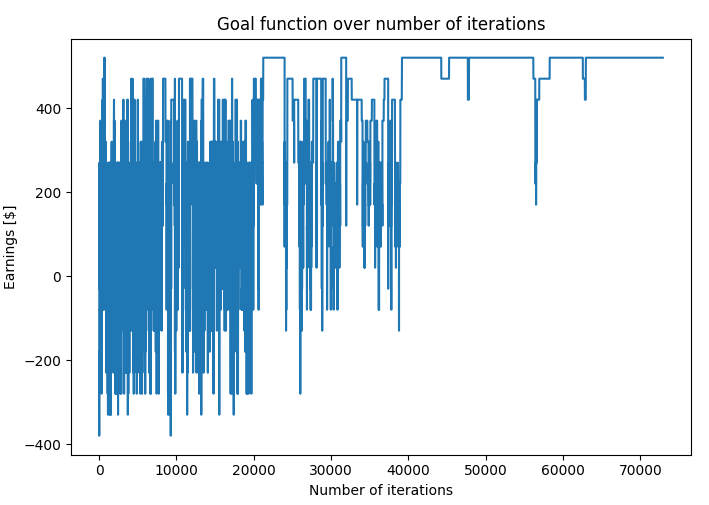 Goal function over number of iterations
Earnings [$]
400
200
0
−200
−400
0 10000 20000 30000 40000 50000 60000 70000
Number of iterations